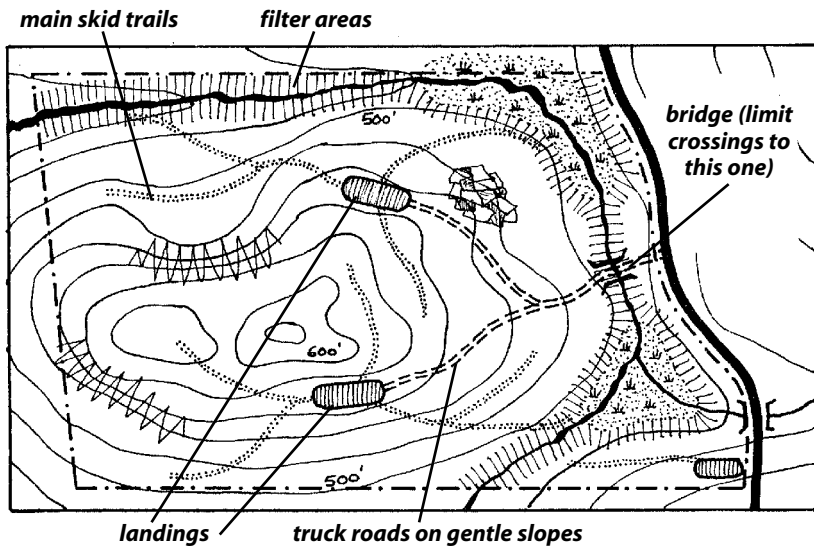 main skid trails
filter areas
bridge (limit
crossings to
this one)
500'
600'
500'
landings
truck roads on gentle slopes